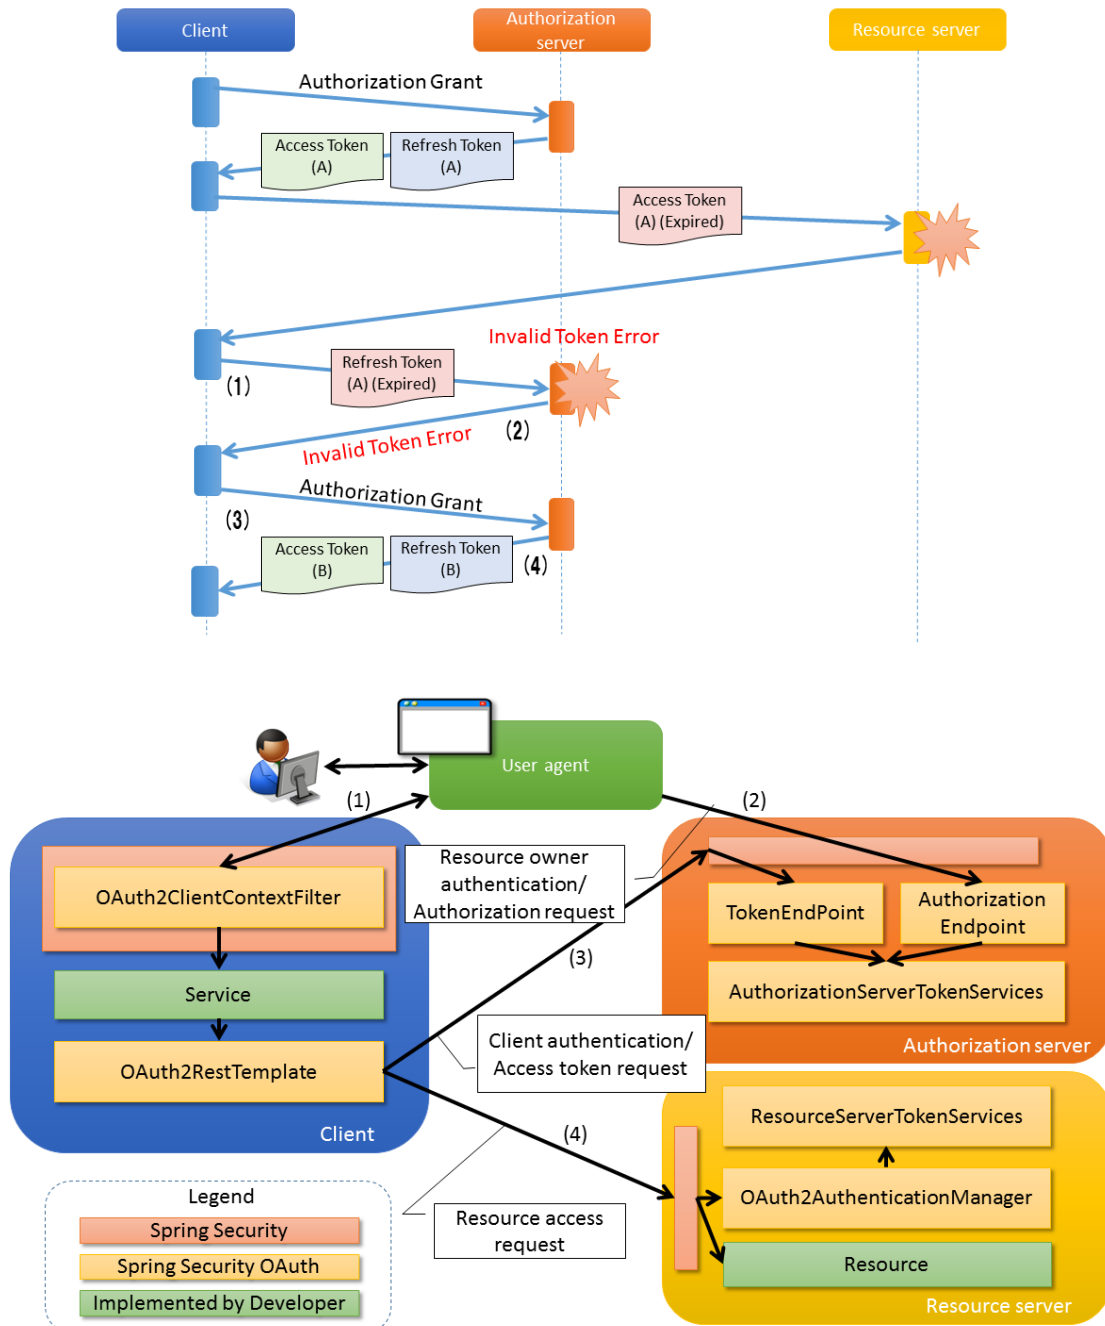 Client
Authorization
server
Resource server
Authorization Grant
Access Token
(A)
Refresh Token
(A)
Access Token
(A) (Expired)
Invalid Token Error
Refresh Token
(A) (Expired)
(1)
(2)
Invalid Token Error
Authorization Grant
(3)
Access Token
(B)
Refresh Token
(B)
(4)
User agent
(1)
(2)
OAuth2ClientContextFilter
Resource owner
authentication/
Authorization request
TokenEndPoint
Authorization
Endpoint
(3)
Service
AuthorizationServerTokenServices
Client authentication/
Access token request
Authorization server
OAuth2RestTemplate
Client
ResourceServerTokenServices
(4)
OAuth2AuthenticationManager
Resource access
request
Resource
Resource server
Legend
Spring Security
Spring Security OAuth
Implemented by Developer